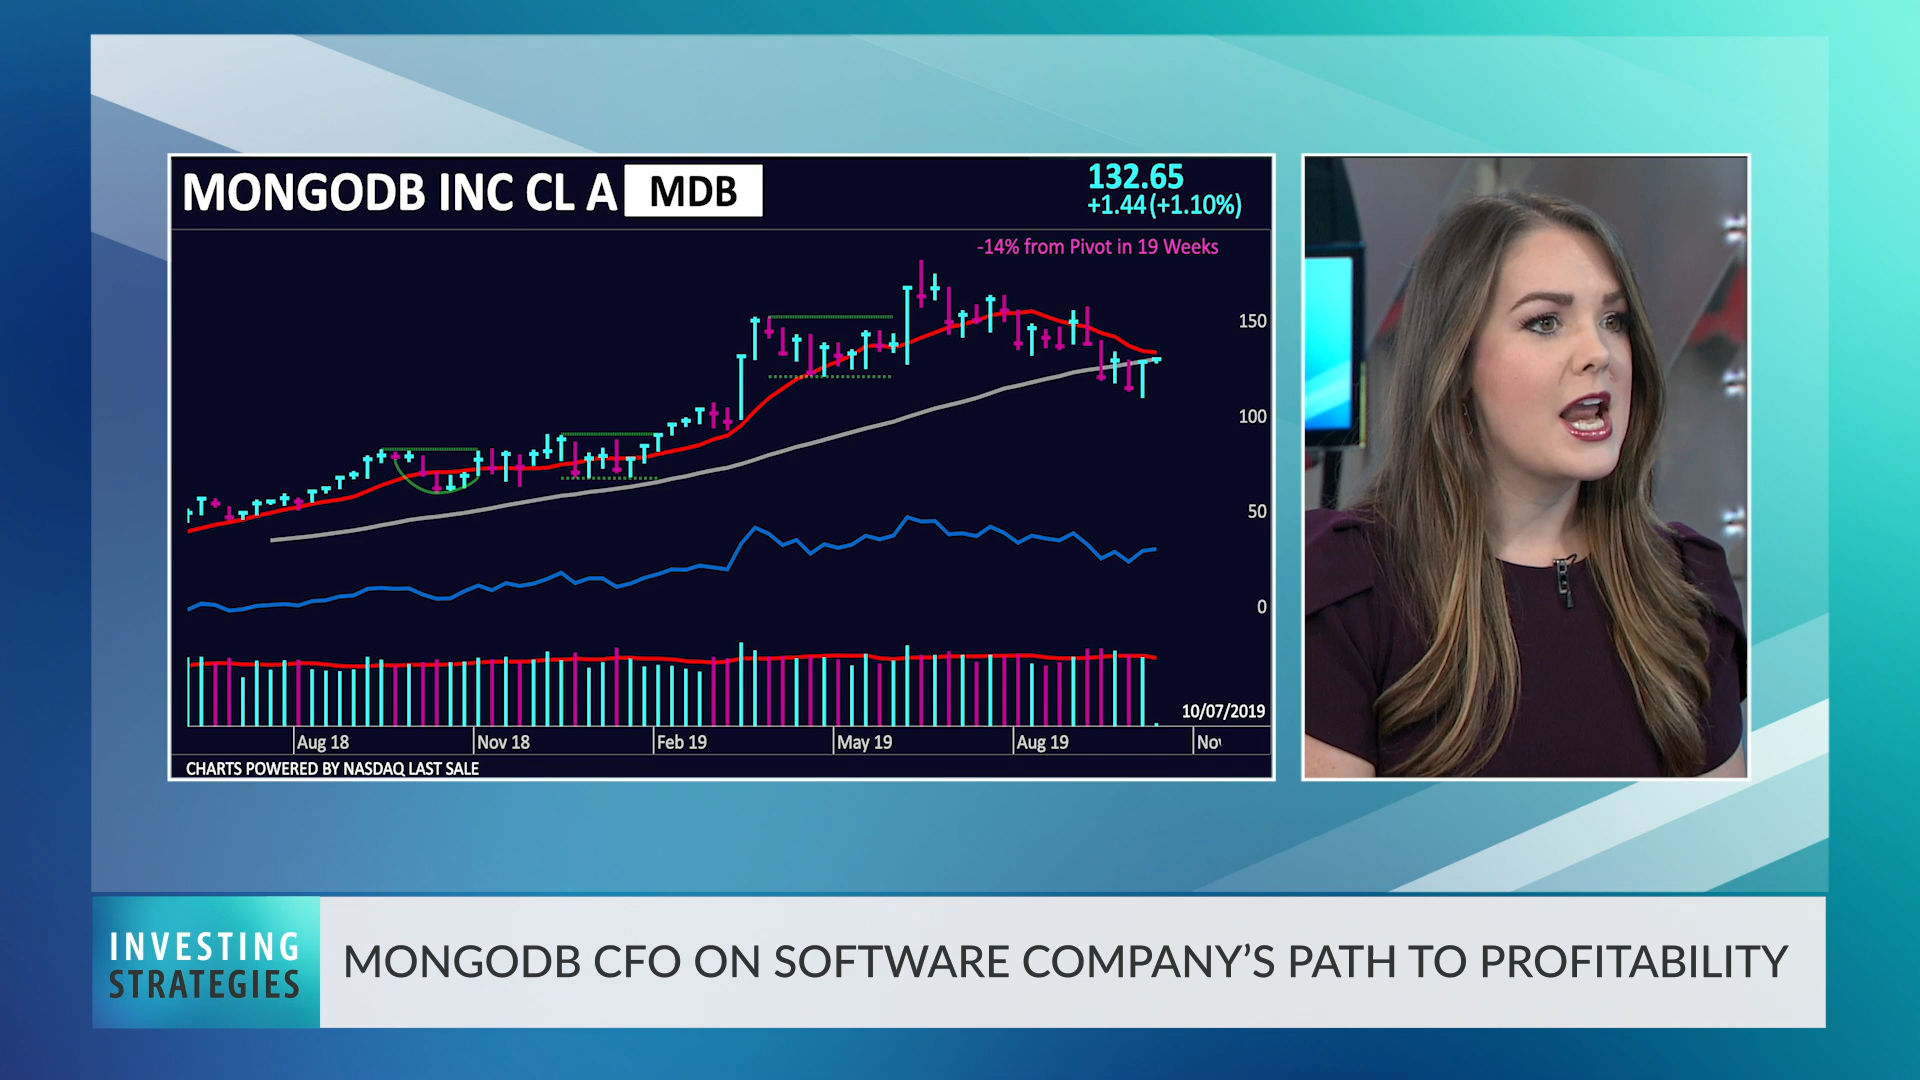 MONGODB INC CL A MDB
132.65
+1.44 (+1.10%)
-14% from Pivot in 19 Weeks
150
100
50
0
10/07/2019
Aug 18 Nov 18 Feb 19 May 19 Aug 19 Nov
CHARTS POWERED BY NASDAQ LAST SALE
INVESTING
STRATEGIES
MONGODB CFO ON SOFTWARE COMPANY’S PATH TO PROFITABILITY